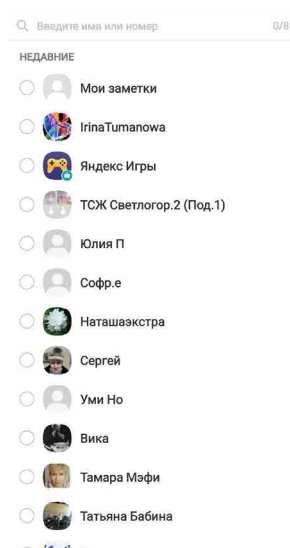 Введите имя или номер 0/8
НЕДАВНИЕ
Мои заметки
IrinaTumanowa
Яндекс Игры
ТСЖ Светлогор.2 (Под.1)
Юлия П
Софр.е
Наташаэкстра
Сергей
Уми Но
Вика
Тамара Мэфи
Татьяна Бабина